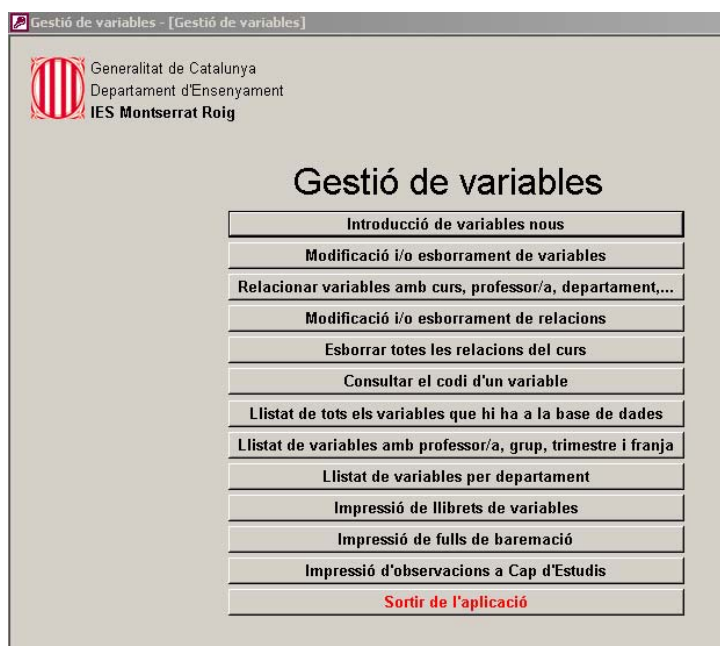 Gestió de variables - [Gestió de variables]
Generalitat de Catalunya
Departament d'Ensenyament
IES Montserrat Roig
Gestió de variables
Introducció de variables nous
Modificació i/o esborrament de variables
Relacionar variables amb curs, professor/a, departament,...
Modificació i/o esborrament de relacions
Esborrar totes les relacions del curs
Consultar el codi d'un variable
Llistat de tots els variables que hi ha a la base de dades
Llistat de variables amb professor/a, grup, trimestre i franja
Llistat de variables per departament
Impressió de llibrets de variables
Impressió de fulls de baremació
Impressió d'observacions a Cap d'Estudis
Sortir de l'aplicació